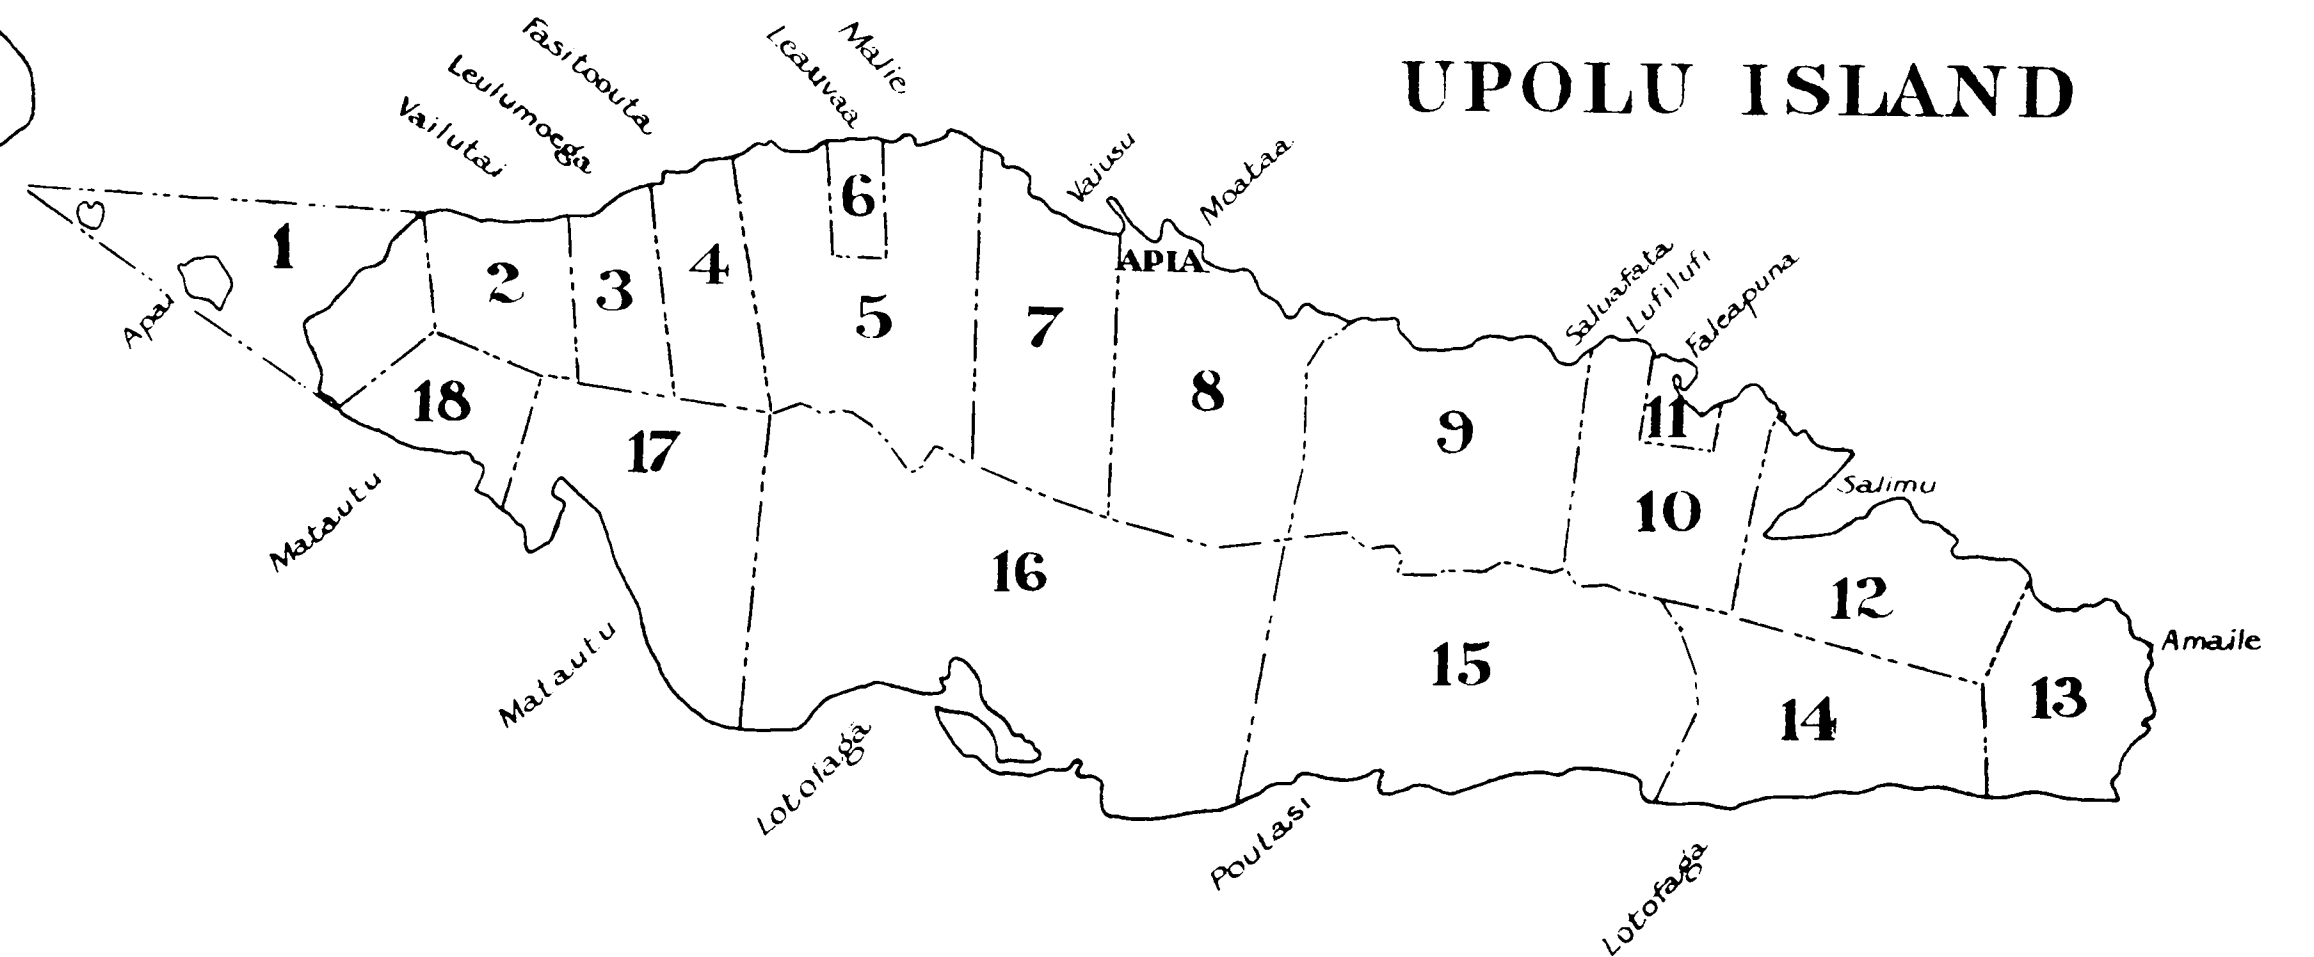 UPOLU ISLAND
Fasitoouta
Leulumoega
Vailutai
Malie
Leauvaa
Vaiusu
Moataa
APIA
Saluafata
Lufilufi
Faleapuna
Salimu
Amaile
Apai
Matautu
Matautu
Lotofaga
Poutasi
Lotofaga
1
2
3
4
5
6
7
8
9
10
11
12
13
14
15
16
17
18